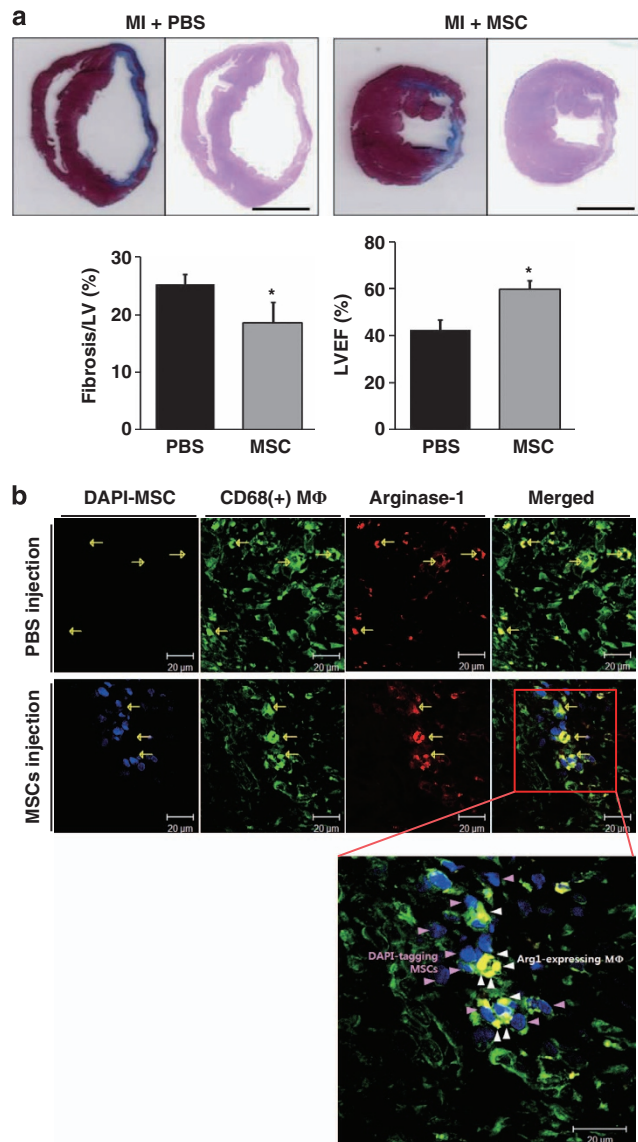 a
MI + PBS MI + MSC
Fibrosis/LV (%)
30
20
10
0
PBS MSC
*
LVEF (%)
80
60
40
20
0
PBS MSC
*
b
DAPI-MSC CD68(+) MΦ Arginase-1 Merged
PBS injection
20 μm 20 μm 20 μm 20 μm
MSCs injection
20 μm 20 μm 20 μm 20 μm
DAPI-tagging
MSCs
Arg1-expressing MΦ
20 μm